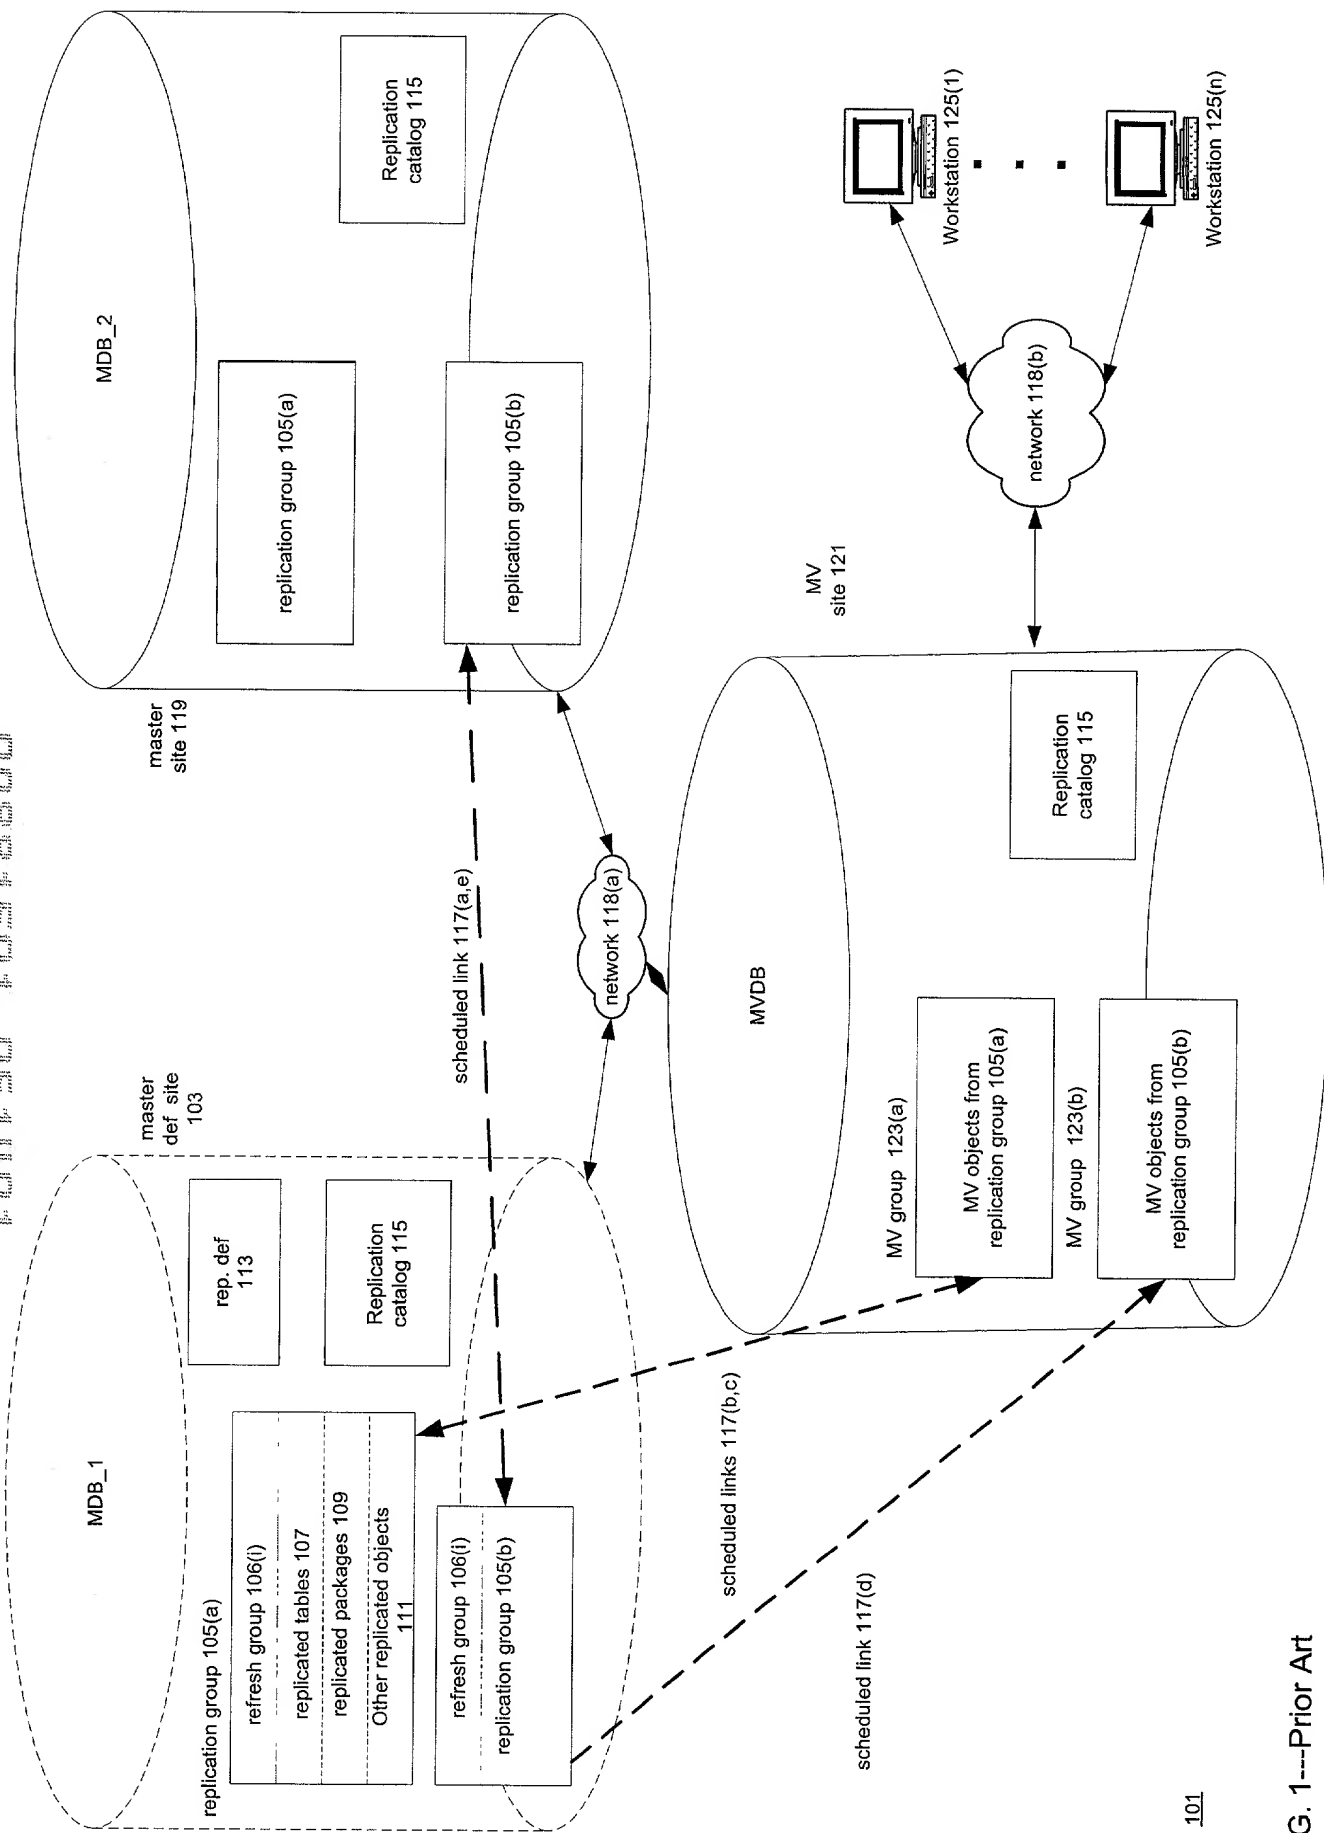 MDB_1
replication group 105(a)
refresh group 106(i)
replicated tables 107
replicated packages 109
Other replicated objects
111
refresh group 106(i)
replication group 105(b)
rep. def
113
Replication
catalog 115
master
def site
103
scheduled link 117(a,e)
master
site 119
MDB_2
replication group 105(a)
replication group 105(b)
Replication
catalog 115
network 118(a)
scheduled links 117(b,c)
scheduled link 117(d)
MVDB
MV group 123(a)
MV objects from
replication group 105(a)
MV group 123(b)
MV objects from
replication group 105(b)
Replication
catalog 115
MV
site 121
network 118(b)
Workstation 125(1)
Workstation 125(n)
101
G. 1---Prior Art